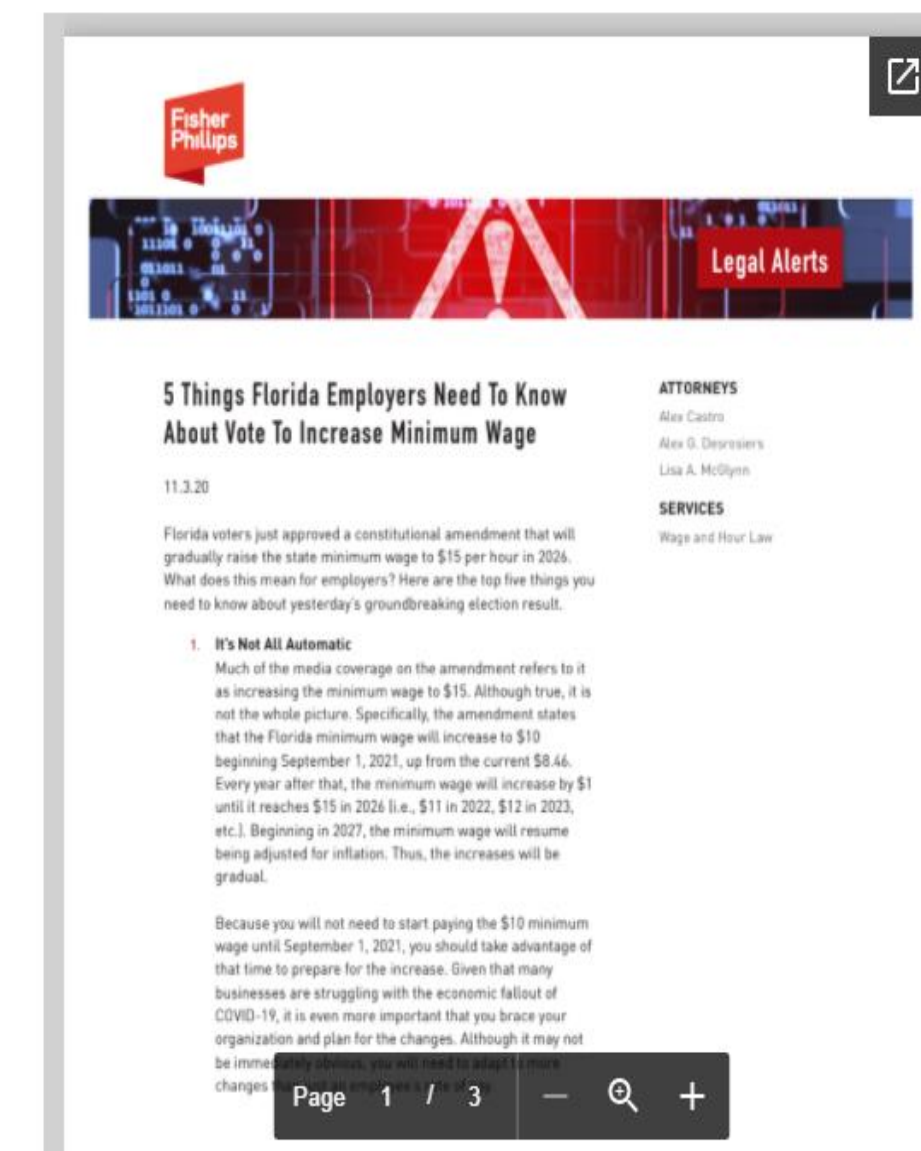 Fisher
Phillips
Legal Alerts
5 Things Florida Employers Need To Know
About Vote To Increase Minimum Wage
11.3.20
Florida voters just approved a constitutional amendment that will
gradually raise the state minimum wage to $15 per hour in 2026.
What does this mean for employers? Here are the top five things you
need to know about yesterday's groundbreaking election result.
1. It's Not All Automatic
Much of the media coverage on the amendment refers to it
as increasing the minimum wage to $15. Although true, it is
not the whole picture. Specifically, the amendment states
that the Florida minimum wage will increase to $10
beginning September 1, 2021, up from the current $8.46.
Every year after that, the minimum wage will increase by $1
until it reaches $15 in 2026 (i.e., $11 in 2022, $12 in 2023,
etc.). Beginning in 2027, the minimum wage will resume
being adjusted for inflation. Thus, the increases will be
gradual.
Because you will not need to start paying the $10 minimum
wage until September 1, 2021, you should take advantage of
that time to prepare for the increase. Given that many
businesses are struggling with the economic fallout of
COVID-19, it is even more important that you brace your
organization and plan for the changes. Although it may not
be immediately obvious, you will need to adapt to more
changes than just an employee's rate of pay.
ATTORNEYS
Alex Castro
Alex G. Desrosiers
Lisa A. McGlynn
SERVICES
Wage and Hour Law
Page 1 / 3